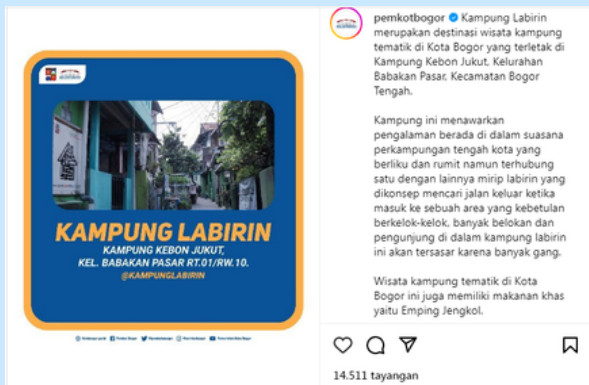 KAMPUNG LABIRIN
KAMPUNG KEBON JUKUT,
KEL. BABAKAN PASAR RT.01/RW.10.
@KAMPUNGLABIRIN
pemkotbogor Kampung Labirin
merupakan destinasi wisata kampung
tematik di Kota Bogor yang terletak di
Kampung Kebon Jukut, Kelurahan
Babakan Pasar, Kecamatan Bogor
Tengah.
Kampung ini menawarkan
pengalaman berada di dalam suasana
perkampungan tengah kota yang
berliku dan rumit namun terhubung
satu dengan lainnya mirip labirin yang
dikonsep mencari jalan keluar ketika
masuk ke sebuah area yang kebetulan
berkelok-kelok, banyak belokan dan
pengunjung di dalam kampung labirin
ini akan tersasar karena banyak gang.
Wisata kampung tematik di Kota
Bogor ini juga memiliki makanan khas
yaitu Emping Jengkol.
14.511 tayangan